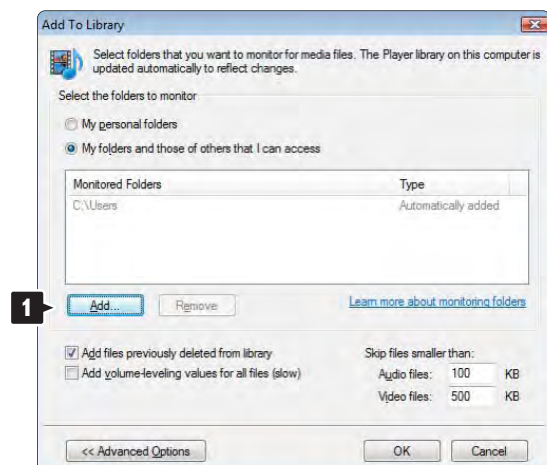 Add To Library
Select folders that you want to monitor for media files. The Player library on this computer is
updated automatically to reflect changes.
Select the folders to monitor
My personal folders
My folders and those of others that I can access
Monitored Folders Type
C:\Users Automatically added
1
Add... Remove Learn more about monitoring folders
Add files previously deleted from library Skip files smaller than:
Add volume-leveling values for all files (slow) Audio files: 100 KB
Video files: 500 KB
<< Advanced Options OK Cancel